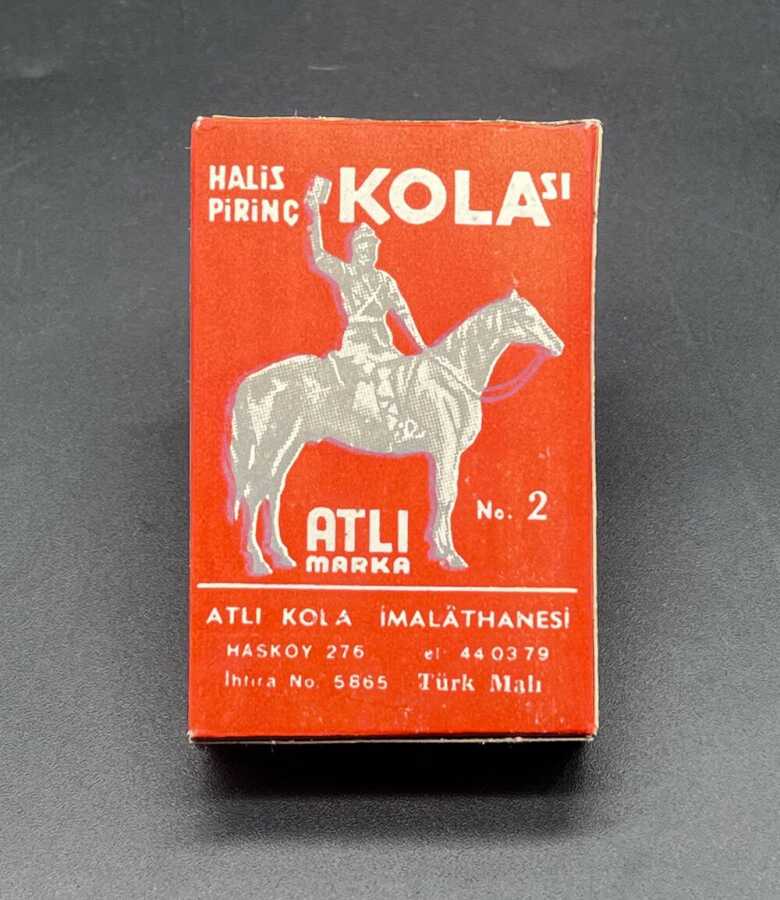 HALİS PİRİNÇ KOLASI
ATLI
MARKA
No. 2
ATLI KOLA İMALÂTHANESİ
HASKÖY 276 el 44 03 79
İhtira No. 5865 Türk Malı